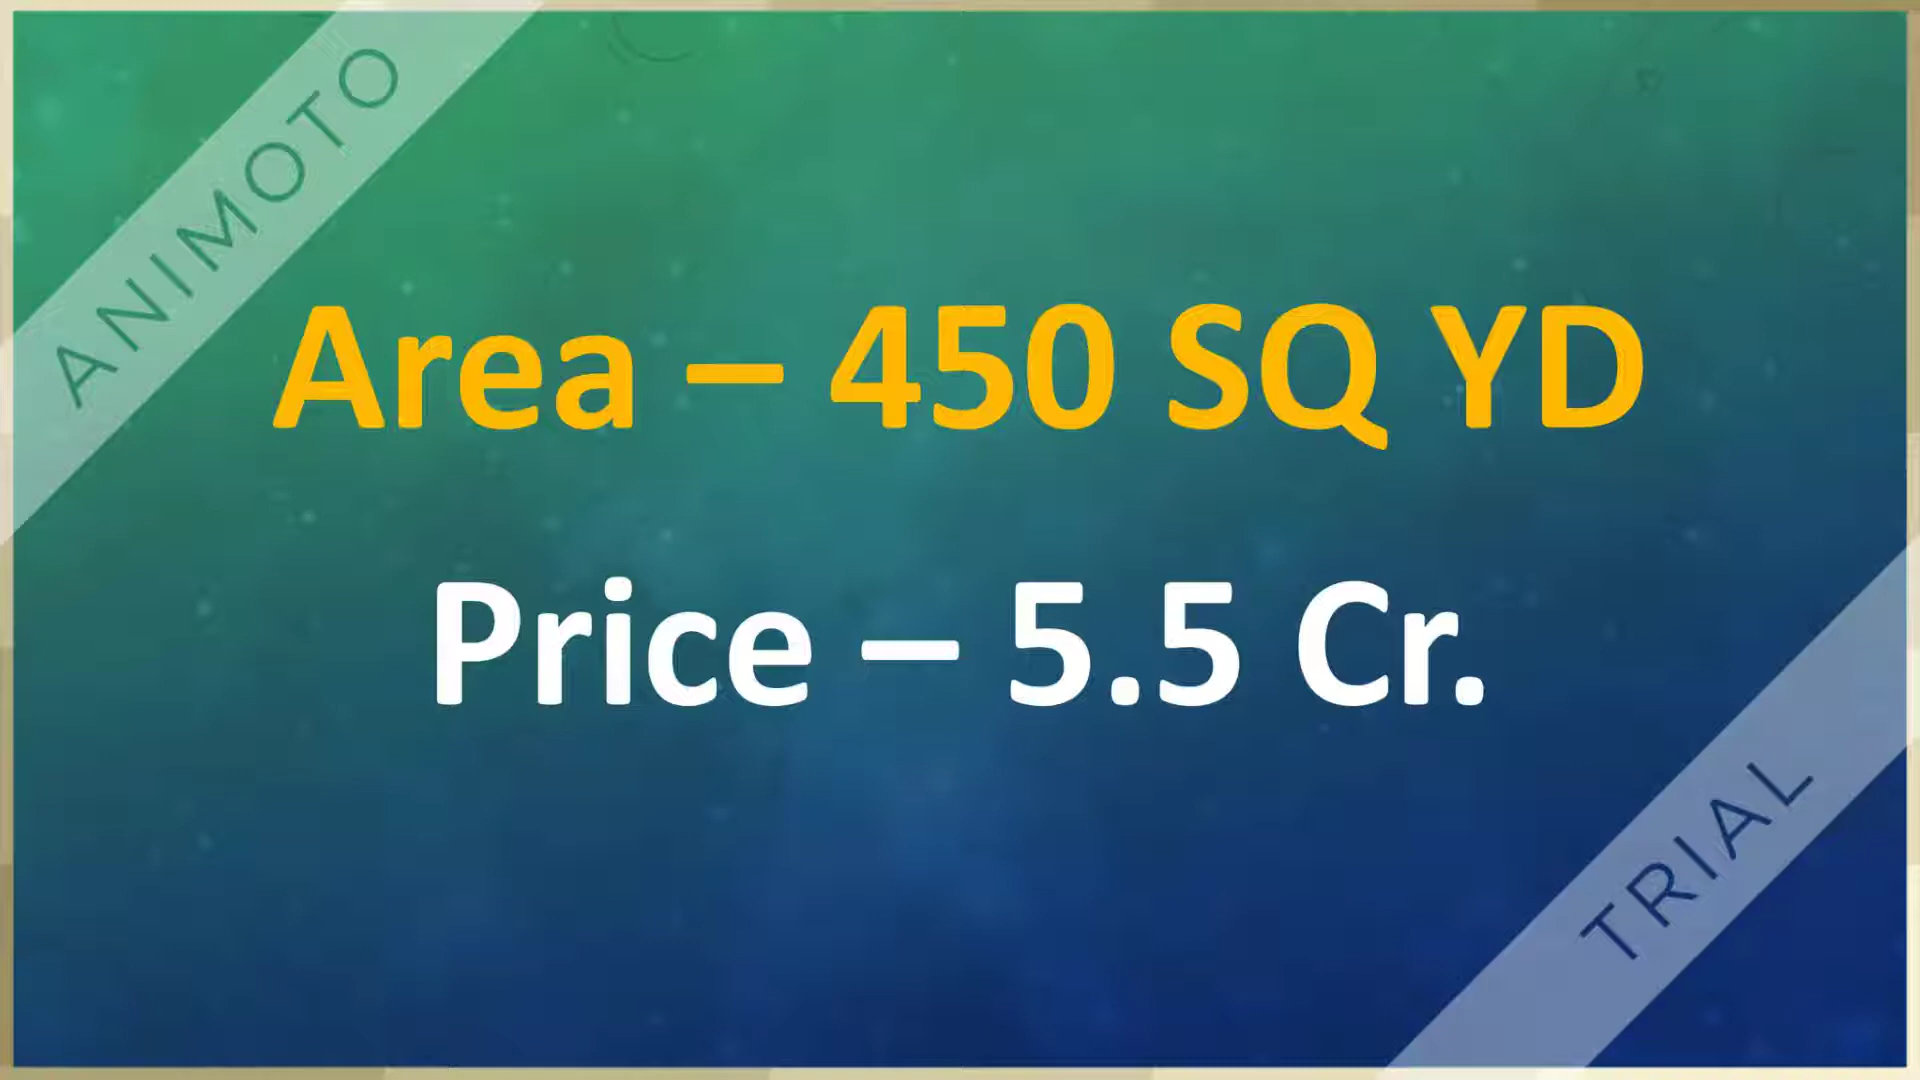 ANIMOTO
Area – 450 SQ YD
Price – 5.5 Cr.
TRIAL